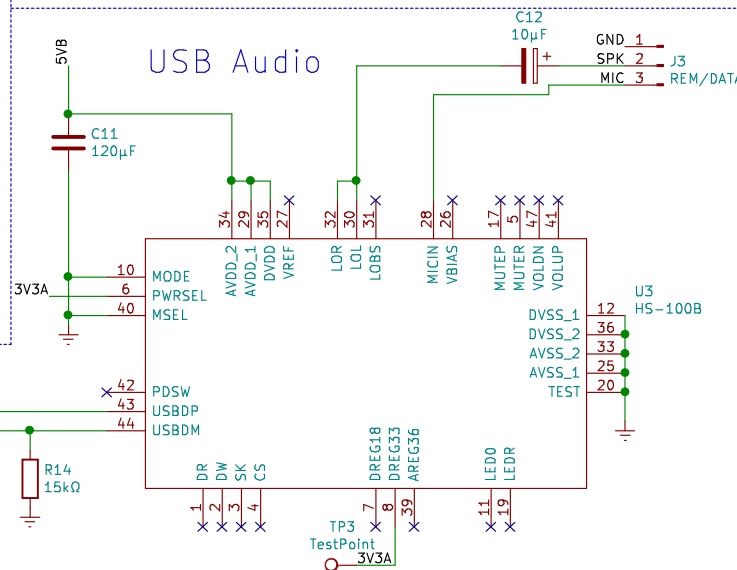 C12
10µF
GND 1
SPK 2
MIC 3
J3
REM/DATA
5VB
USB Audio
C11
120µF
34 29 35 27 32 30 31 28 26 17 5 47 41
AVDD_2 AVDD_1 DVDD VREF LOR LOL LOBS MICIN VBIAS MUTEP MUTER VOLDN VOLUP
10 MODE
3V3A 6 PWRSEL
40 MSEL
U3
HS-100B
DVSS_1 12
DVSS_2 36
AVSS_2 33
AVSS_1 25
TEST 20
42 PDSW
43 USBDP
44 USBDM
R14
15kΩ
DR DW SK CS DREG18 DREG33 AREG36 LEDO LEDR
1 2 3 4 7 8 39 11 19
TP3
TestPoint
3V3A